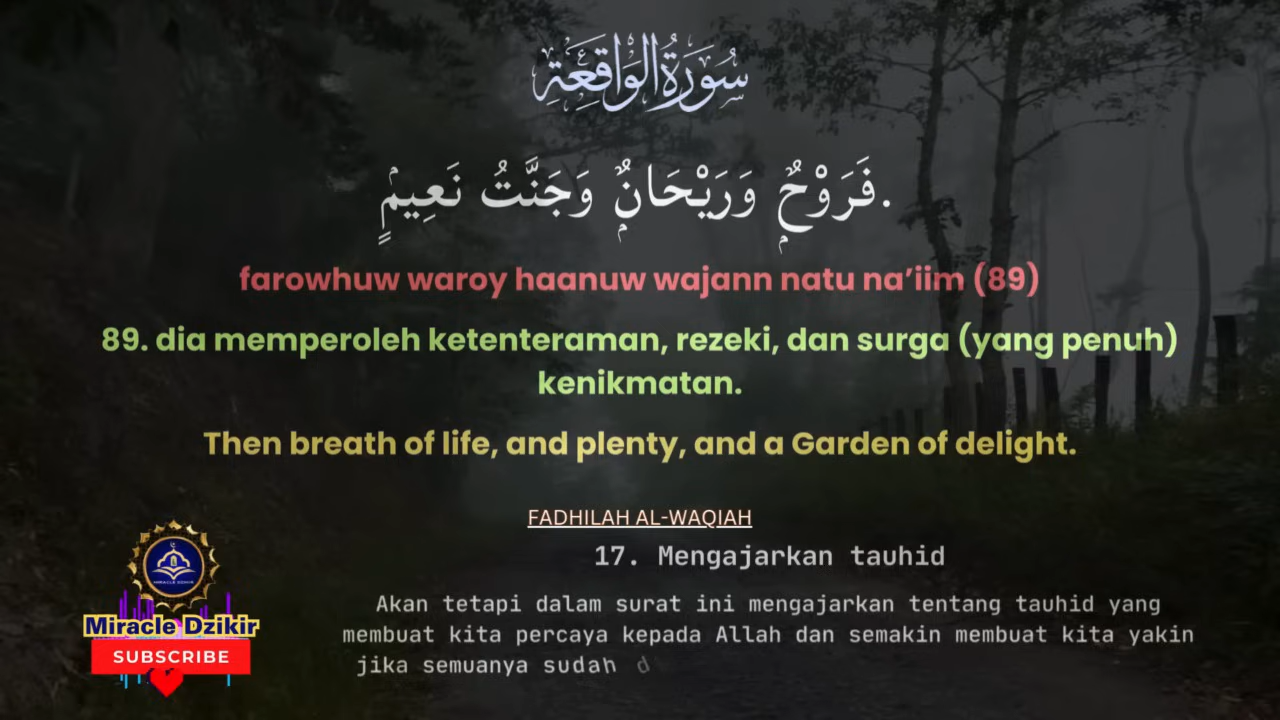 سُورَةُ الوَاقِعَةِ
فَرَوْحٌ وَرَيْحَانٌ وَجَنَّتُ نَعِيمٍ.
farowhuw waroy haanuw wajann natu na’iim (89)
89. dia memperoleh ketenteraman, rezeki, dan surga (yang penuh)
kenikmatan.
Then breath of life, and plenty, and a Garden of delight.
FADHILAH AL-WAQIAH
17. Mengajarkan tauhid
Akan tetapi dalam surat ini mengajarkan tentang tauhid yang
membuat kita percaya kepada Allah dan semakin membuat kita yakin
jika semuanya sudah d
MIRACLE DZIKIR
Miracle Dzikir
SUBSCRIBE